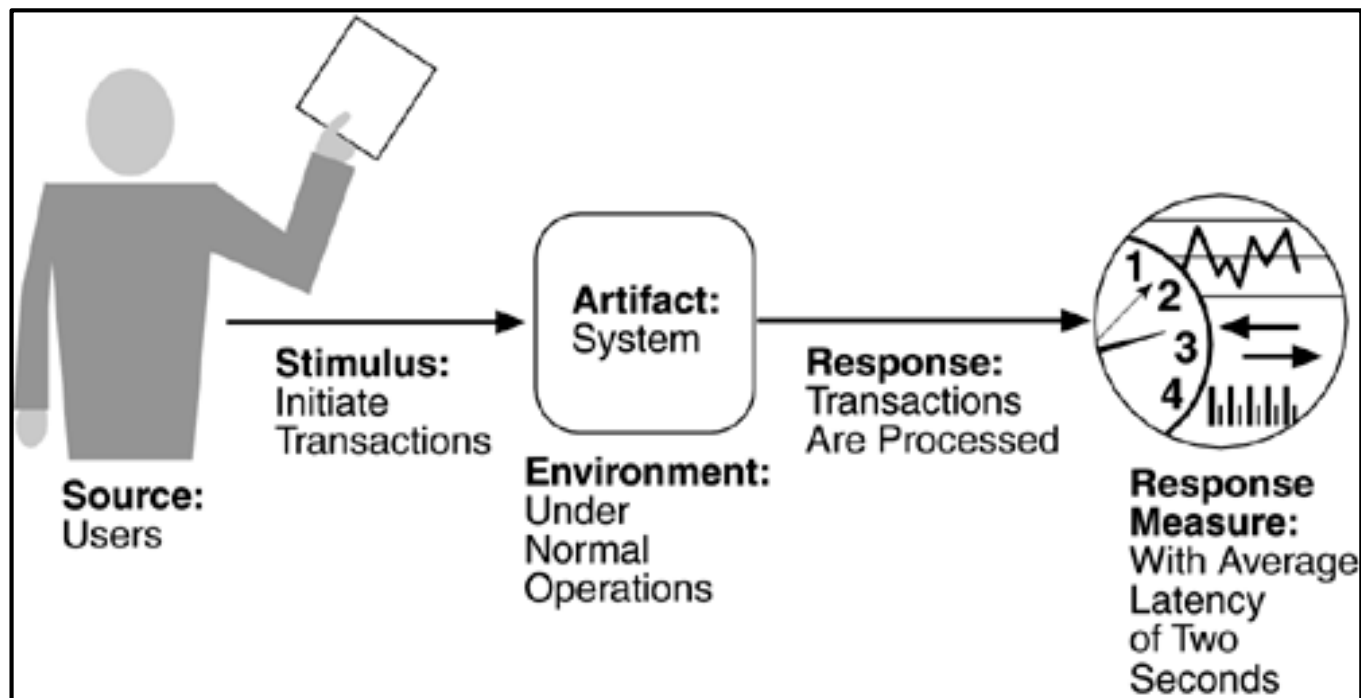 Source:
Users
Stimulus:
Initiate
Transactions
Artifact:
System
Environment:
Under
Normal
Operations
Response:
Transactions
Are Processed
1
2
3
4
Response
Measure:
With Average
Latency
of Two
Seconds